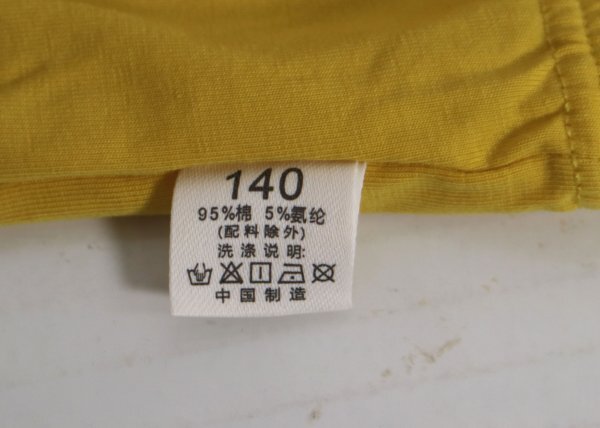 140
95%棉 5%氨纶
(配料除外)
洗涤说明:
中国制造